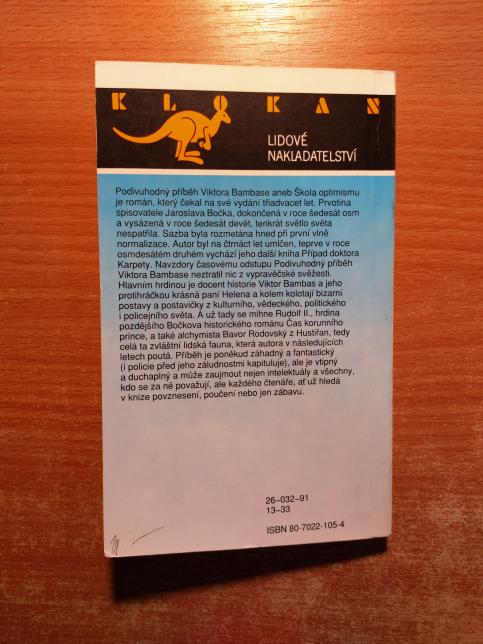 KLOKAN
LIDOVÉ
NAKLADATELSTVÍ
Podivuhodný příběh Viktora Bambase aneb Škola optimismu
je román, který čekal na své vydání třiadvacet let. Prvotina
spisovatele Jaroslava Bočka, dokončená v roce šedesát osm
a vysázená v roce šedesát devět, tenkrát světlo světa
nespatřila. Sazba byla rozmetána hned při první vlně
normalizace. Autor byl na čtrnáct let umlčen, teprve v roce
osmdesátém druhém vychází jeho další kniha Případ doktora
Karpety. Navzdory časovému odstupu Podivuhodný příběh
Viktora Bambase neztratil nic z vypravěčské svěžesti.
Hlavním hrdinou je docent historie Viktor Bambas a jeho
protihráčkou krásná paní Helena a kolem kolotají bizarní
postavy a postavičky z kulturního, vědeckého, politického
i policejního světa. A už tady se mihne Rudolf II., hrdina
pozdějšího Bočkova historického románu Čas korunního
prince, a také alchymista Bavor Rodovský z Hustiřan, tedy
celá ta zvláštní lidská fauna, která autora v následujících
letech poutá. Příběh je poněkud záhadný a fantastický
(i policie před jeho záludnostmi kapituluje), ale je vtipný
a duchaplný a může zaujmout nejen intelektuály a všechny,
kdo se za ně považují, ale každého čtenáře, ať už hledá
v knize povznesení, poučení nebo jen zábavu.
26-032-91
13-33
ISBN 80-7022-105-4